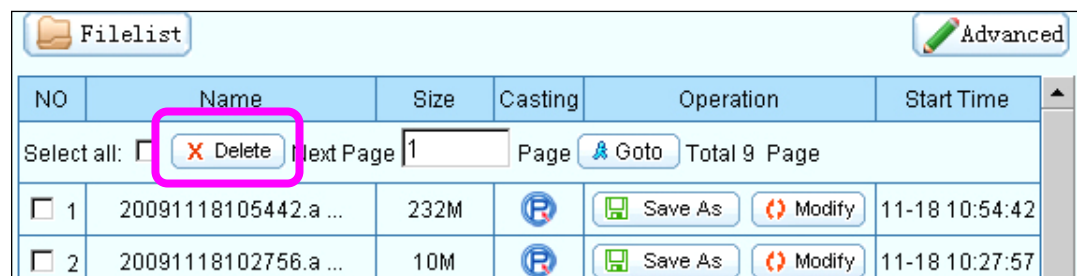 Filelist Advanced
NO Name Size Casting Operation Start Time
Select all: X Delete Next Page 1 Page Goto Total 9 Page
1 20091118105442.a ... 232M Save As Modify 11-18 10:54:42
2 20091118102756.a ... 10M Save As Modify 11-18 10:27:57